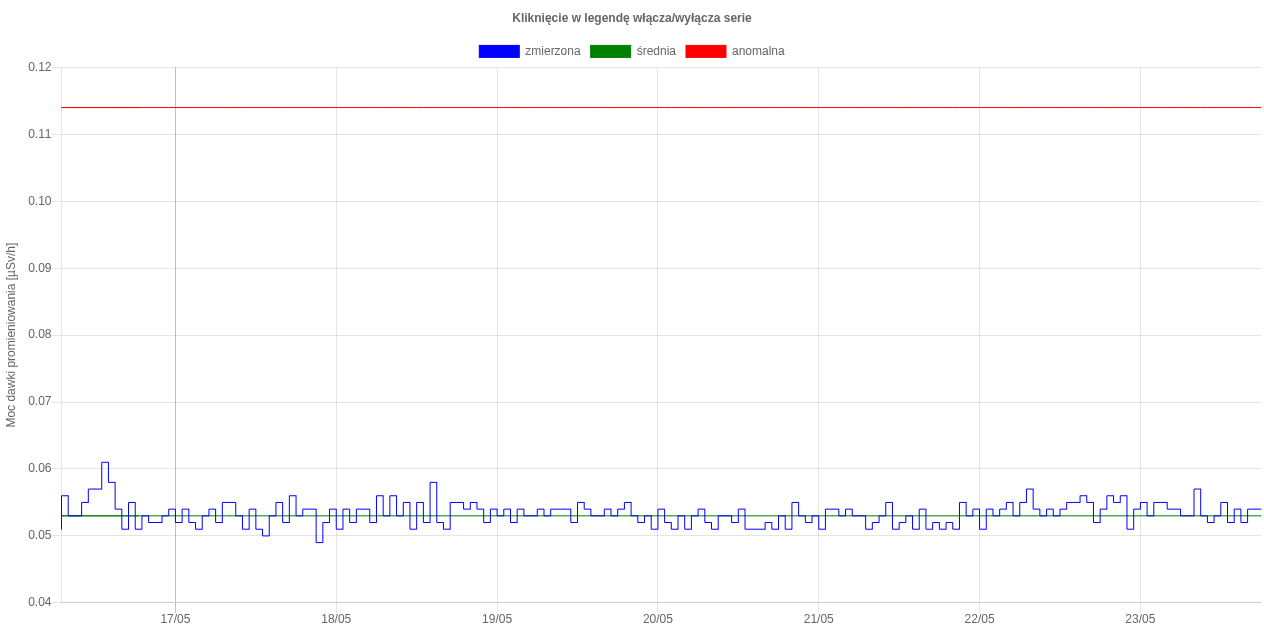 Kliknięcie w legendę włącza/wyłącza serie
zmierzona średnia anomalna
Moc dawki promieniowania [µSv/h]
0.12
0.11
0.10
0.09
0.08
0.07
0.06
0.05
0.04
17/05 18/05 19/05 20/05 21/05 22/05 23/05